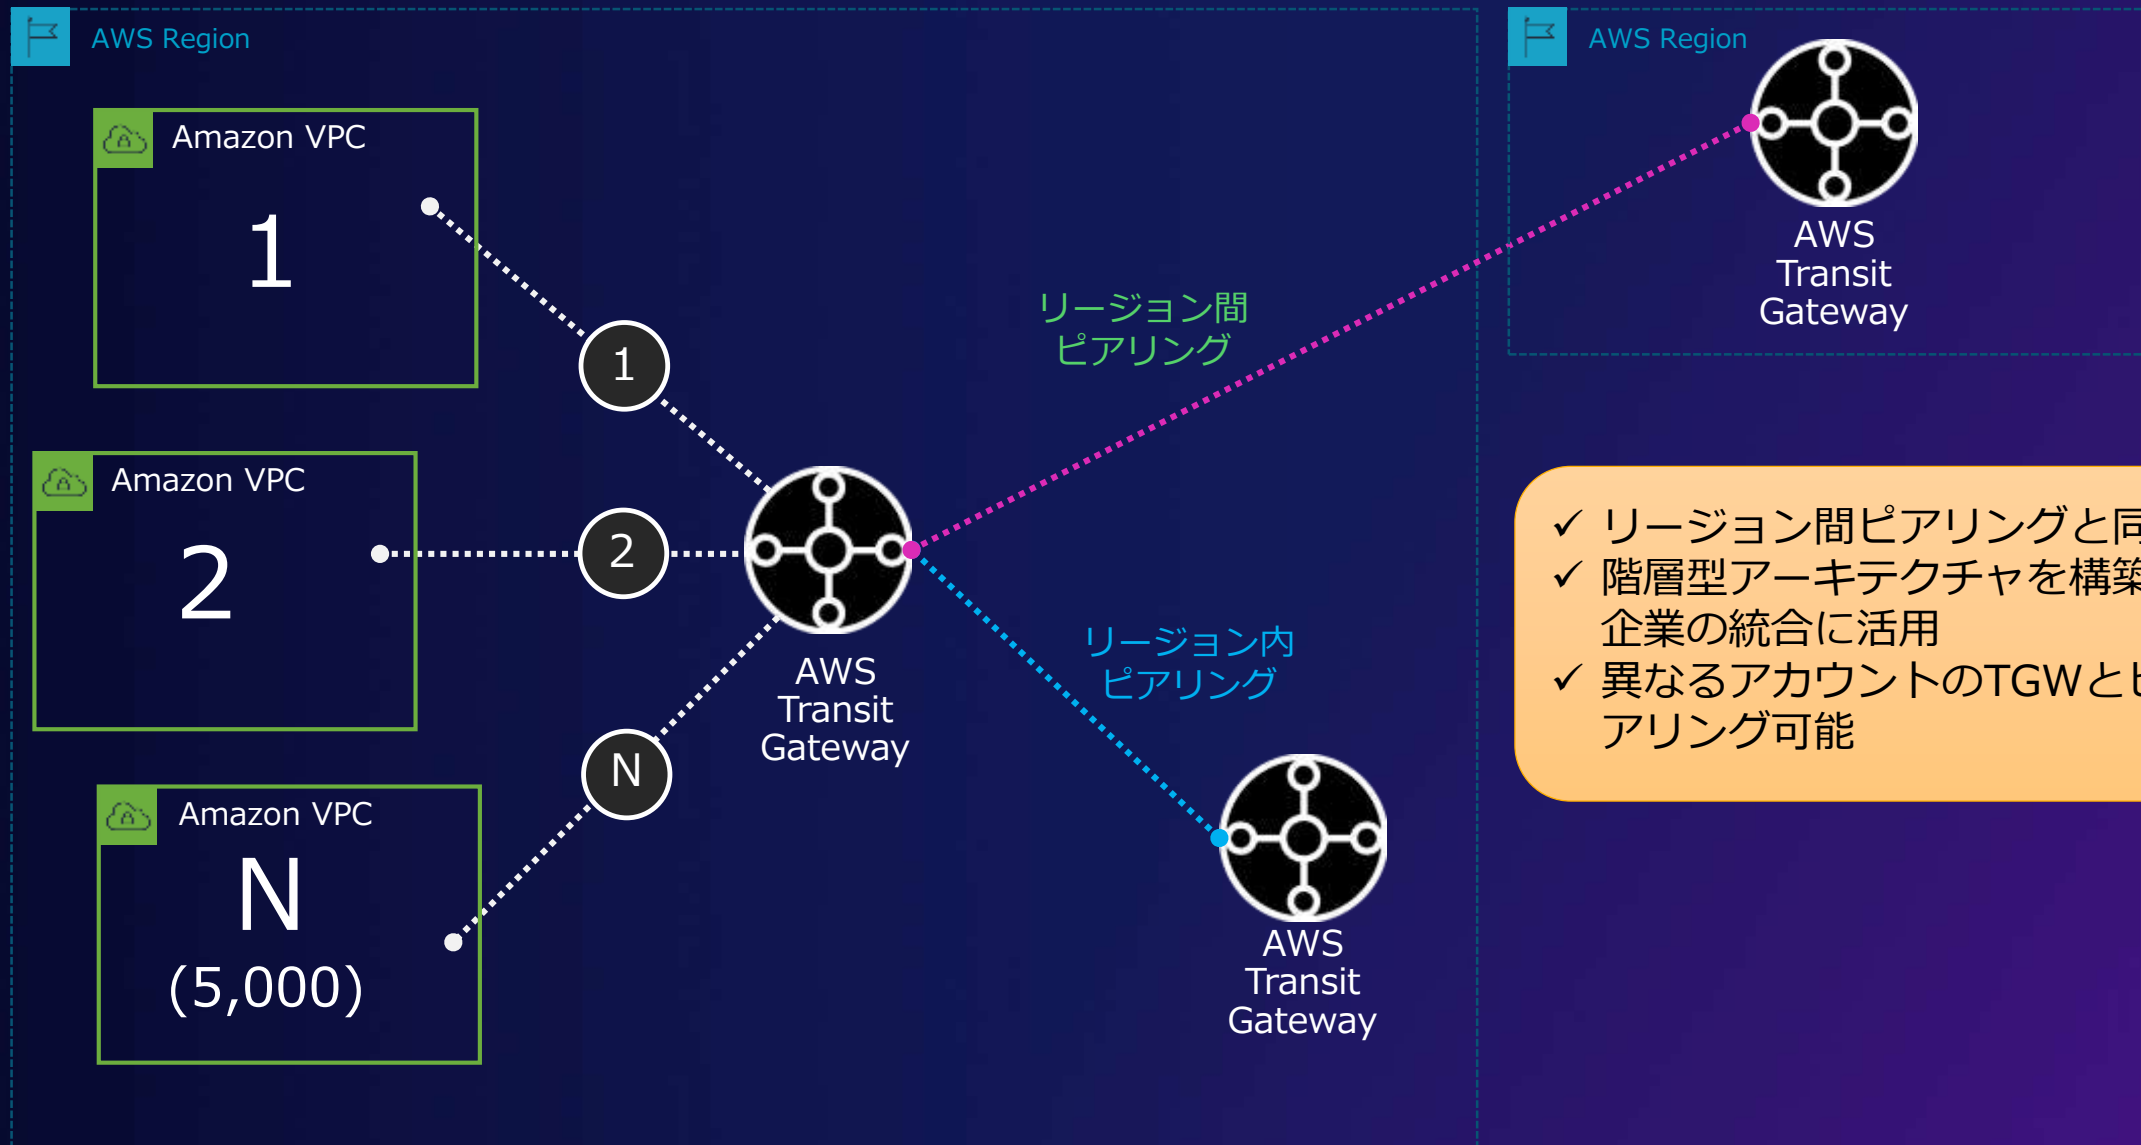 AWS Region
Amazon VPC
1
1
Amazon VPC
2
2
Amazon VPC
N
(5,000)
N
AWS
Transit
Gateway
リージョン間
ピアリング
リージョン内
ピアリング
AWS
Transit
Gateway
AWS Region
AWS
Transit
Gateway
✓ リージョン間ピアリングと同
✓ 階層型アーキテクチャを構築
企業の統合に活用
✓ 異なるアカウントのTGWとピ
アリング可能